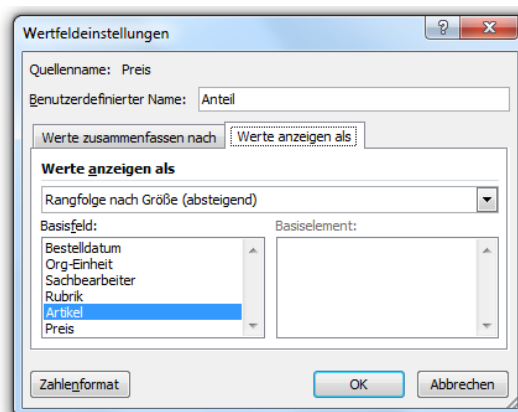 Wertfeldeinstellungen
Quellenname: Preis
Benutzerdefinierter Name: Anteil
Werte zusammenfassen nach Werte anzeigen als
Werte anzeigen als
Rangfolge nach Größe (absteigend)
Basisfeld: Basiselement:
Bestelldatum
Org-Einheit
Sachbearbeiter
Rubrik
Artikel
Preis
Zahlenformat OK Abbrechen